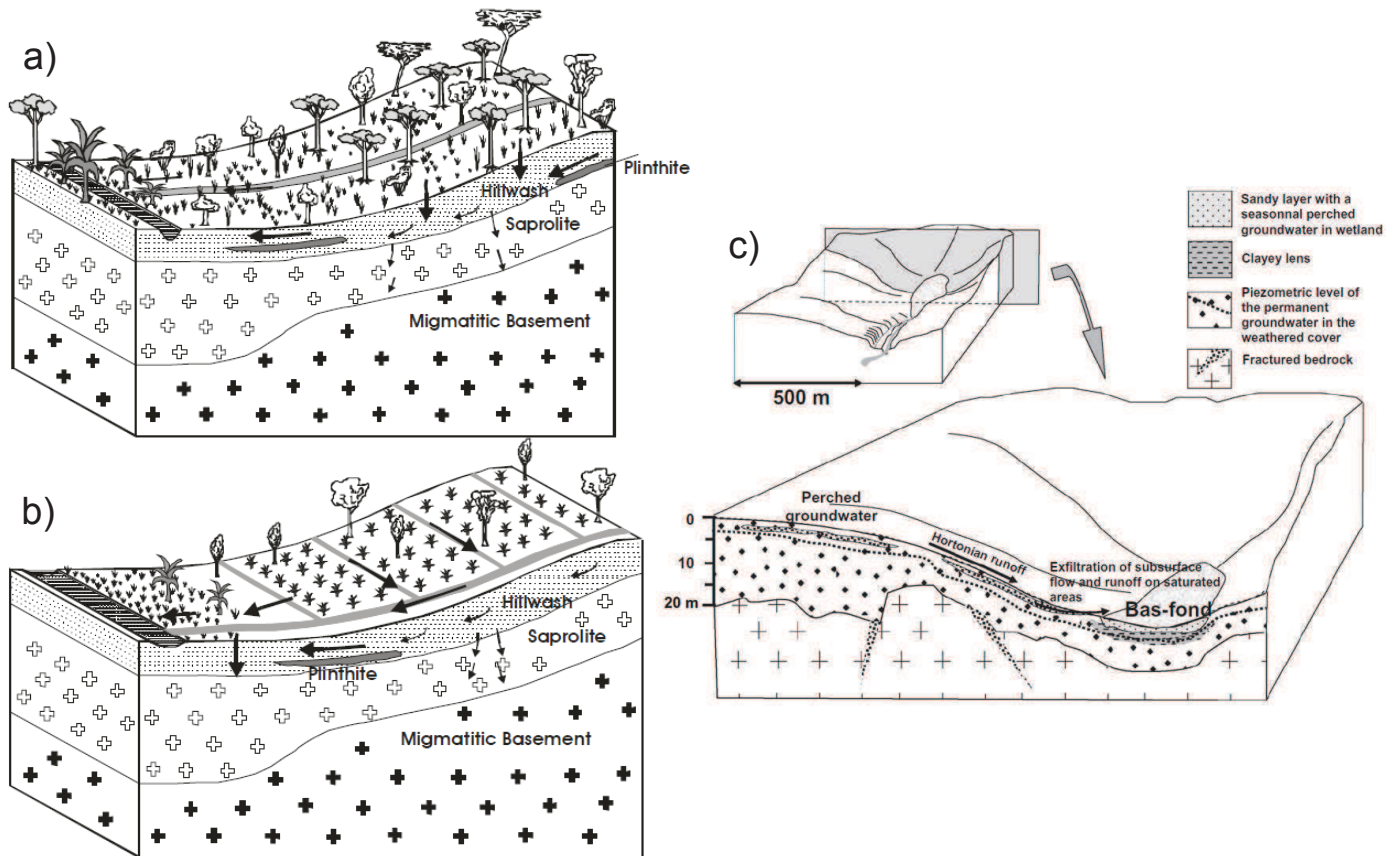 a)
Plinthite
Hillwash
Saprolite
Migmatitic Basement
b)
Hillwash
Saprolite
Plinthite
Migmatitic Basement
c)
500 m
Sandy layer with a
seasonnal perched
groundwater in wetland
Clayey lens
Piezometric level of
the permanent
groundwater in the
weathered cover
Fractured bedrock
0
10
20 m
Perched
groundwater
Hortonian runoff
Exfiltration of subsurface
flow and runoff on saturated
areas
Bas-fond